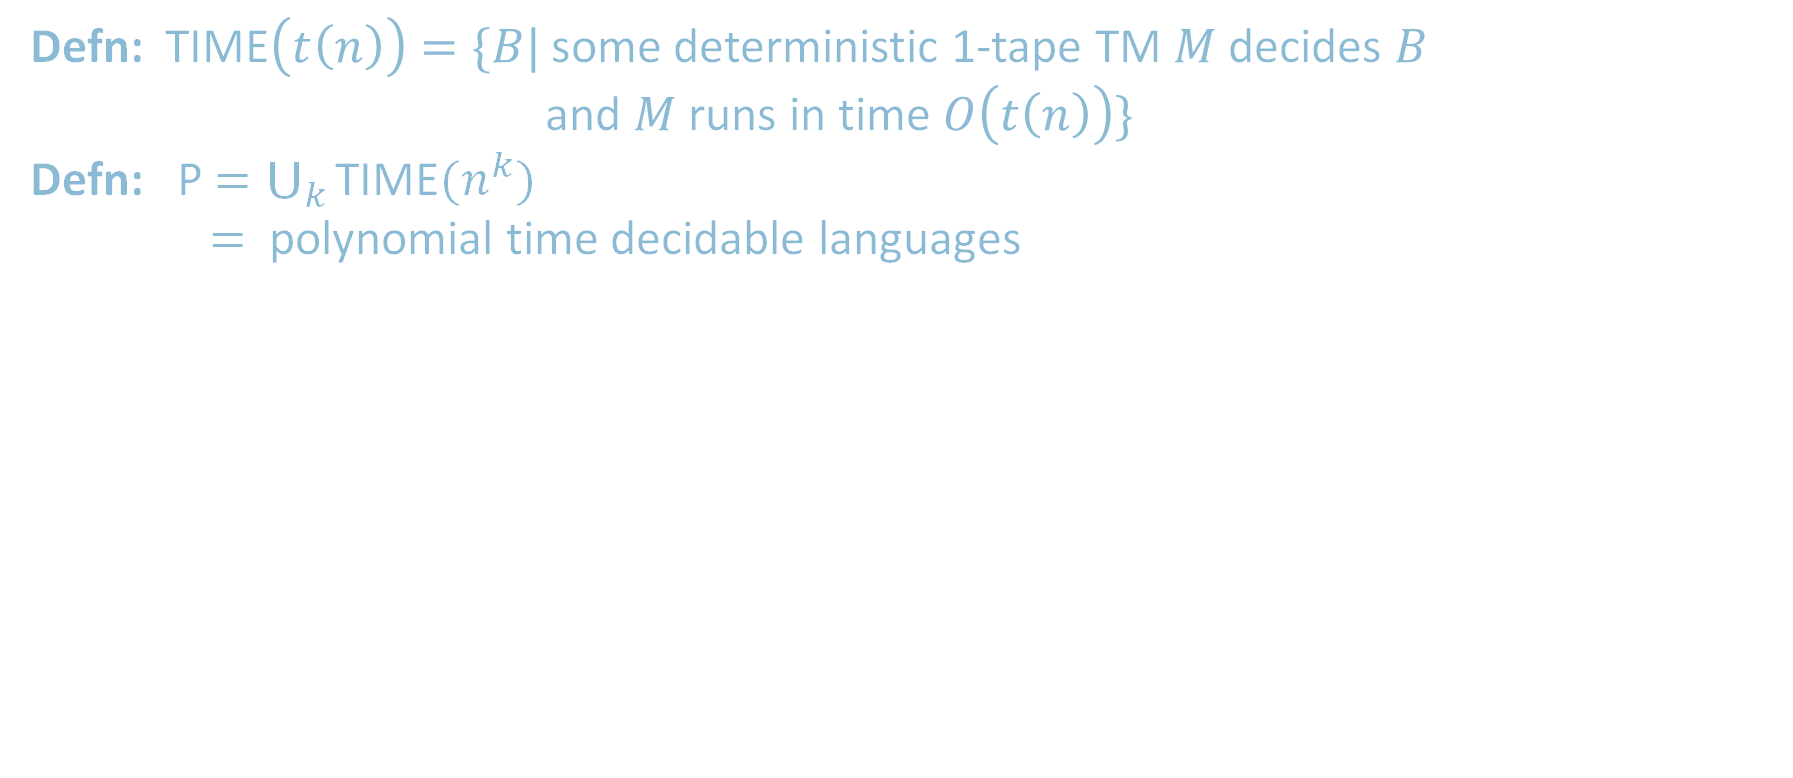 Defn: TIME(t(n)) = {B| some deterministic 1-tape TM M decides B
and M runs in time O(t(n))}
Defn: P = ⋃ₖ TIME(nᵏ)
= polynomial time decidable languages